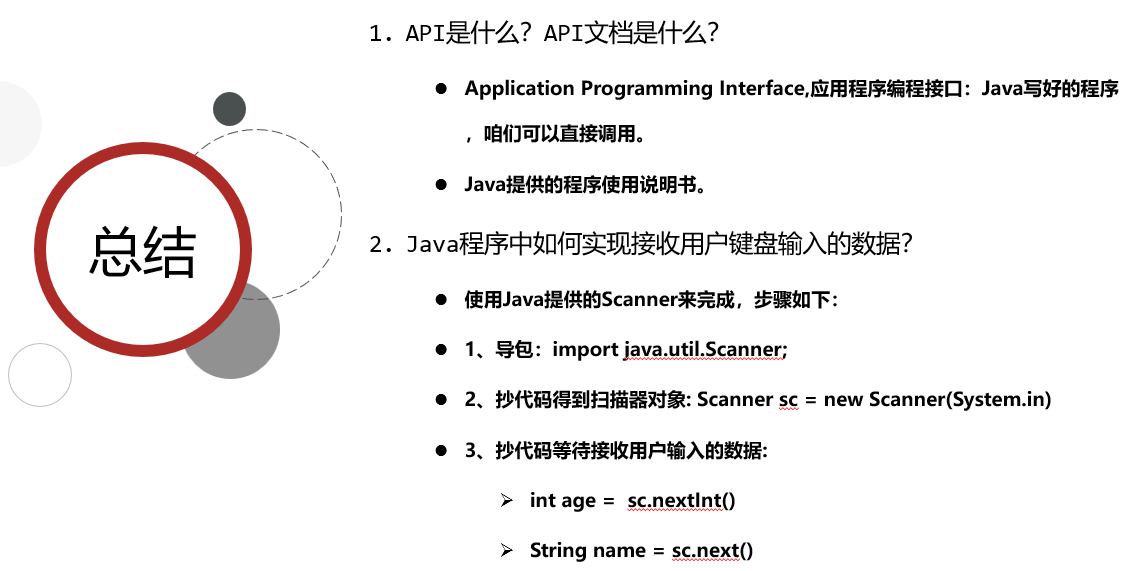 总结
1. API是什么？API文档是什么？
● Application Programming Interface,应用程序编程接口：Java写好的程序
，咱们可以直接调用。
● Java提供的程序使用说明书。
2. Java程序中如何实现接收用户键盘输入的数据？
● 使用Java提供的Scanner来完成，步骤如下：
● 1、导包：import java.util.Scanner;
● 2、抄代码得到扫描器对象: Scanner sc = new Scanner(System.in)
● 3、抄代码等待接收用户输入的数据:
➢ int age = sc.nextInt()
➢ String name = sc.next()